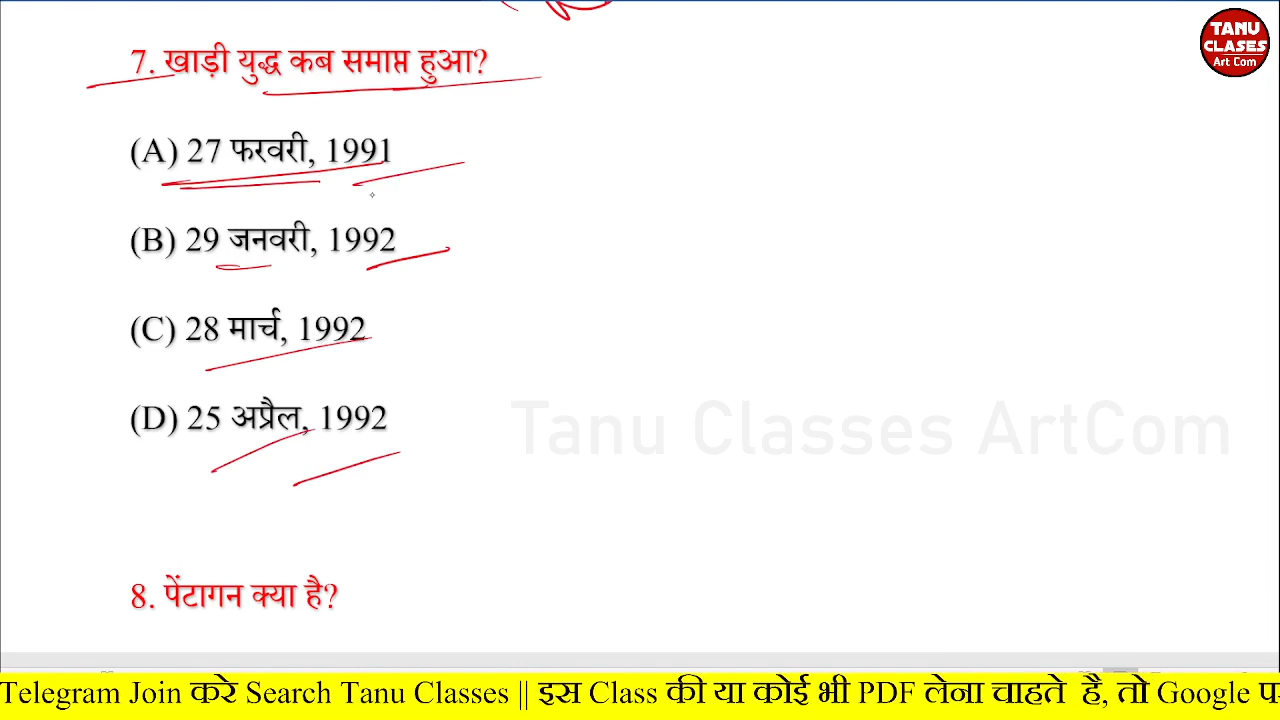 TANU
CLASES
Art Com
7. खाड़ी युद्ध कब समाप्त हुआ?
(A) 27 फरवरी, 1991
(B) 29 जनवरी, 1992
(C) 28 मार्च, 1992
(D) 25 अप्रैल, 1992
Tanu Classes ArtCom
8. पेंटागन क्या है?
Telegram Join करे Search Tanu Classes || इस Class की या कोई भी PDF लेना चाहते है, तो Google प